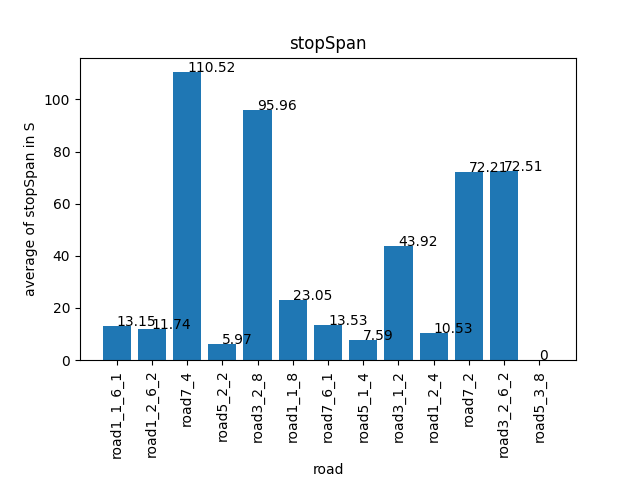 stopSpan
average of stopSpan in S
100
80
60
40
20
0
13.15
11.74
110.52
5.97
95.96
23.05
13.53
7.59
43.92
10.53
72.21
72.51
0
road1_1_6_1
road1_2_6_2
road7_4
road5_2_2
road3_2_8
road1_1_8
road7_6_1
road5_1_4
road3_1_2
road1_2_4
road7_2
road3_2_6_2
road5_3_8
road